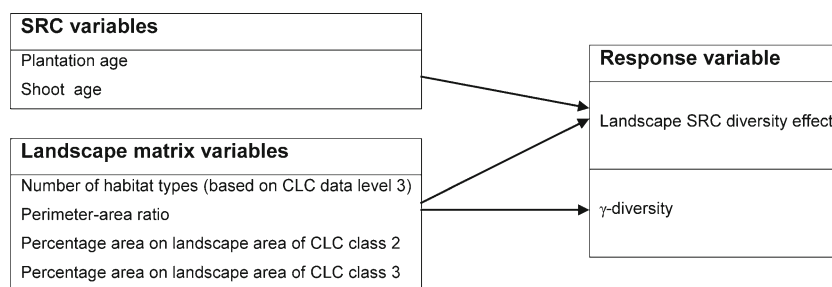 SRC variables
Plantation age
Shoot age
Landscape matrix variables
Number of habitat types (based on CLC data level 3)
Perimeter-area ratio
Percentage area on landscape area of CLC class 2
Percentage area on landscape area of CLC class 3
Response variable
Landscape SRC diversity effect
γ-diversity